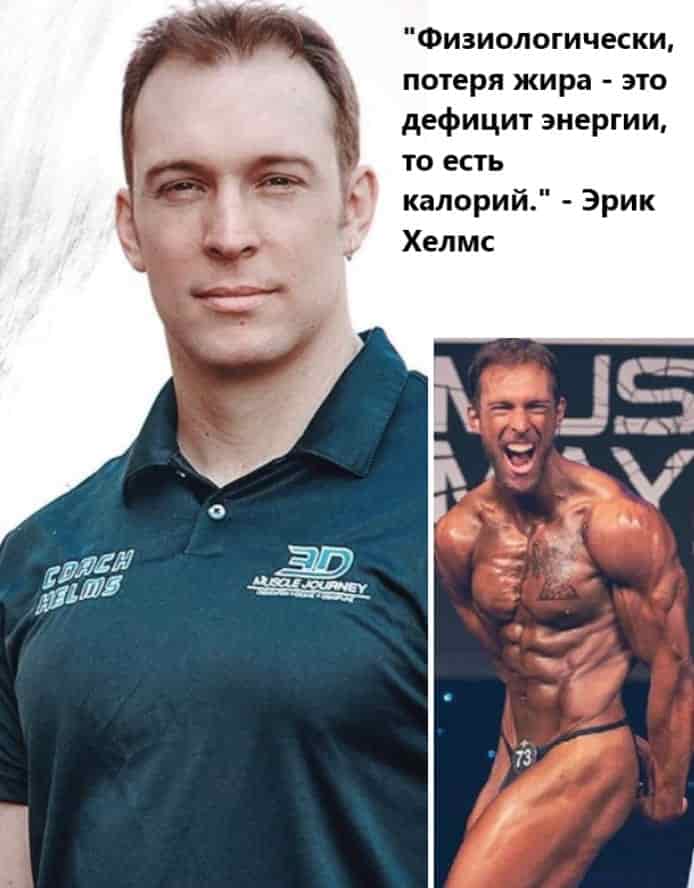 "Физиологически,
потеря жира - это
дефицит энергии,
то есть
калорий." - Эрик
Хелмс
COACH
HELMS
3D
MUSCLE JOURNEY
73